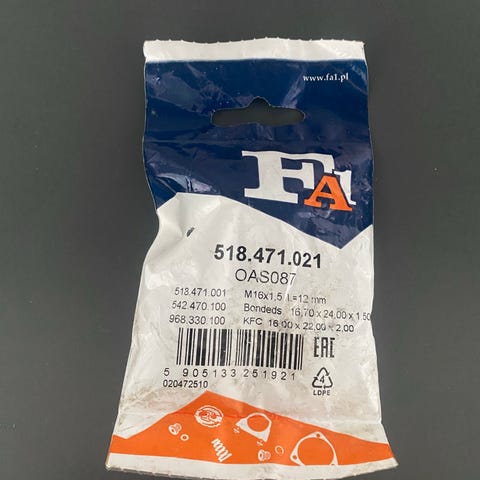 www.fa1.pl
FA1
518.471.021
OAS087
518.471.001 M16x1,5 L=12 mm
542.470.100 Bondeds 16,70 x 24,00 x 1,50
968.330.100 KFC 16,00 x 22,00 x 2,00
EAC
5 905133 251921
020472510
4
LDPE